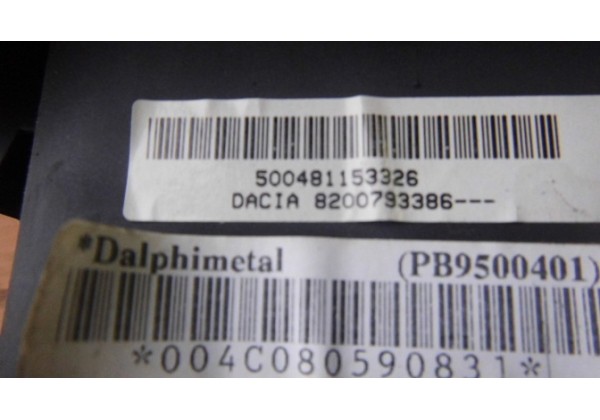 500481153326
DACIA 8200793386---
*Dalphimetal (PB9500401)
*004C080590831*